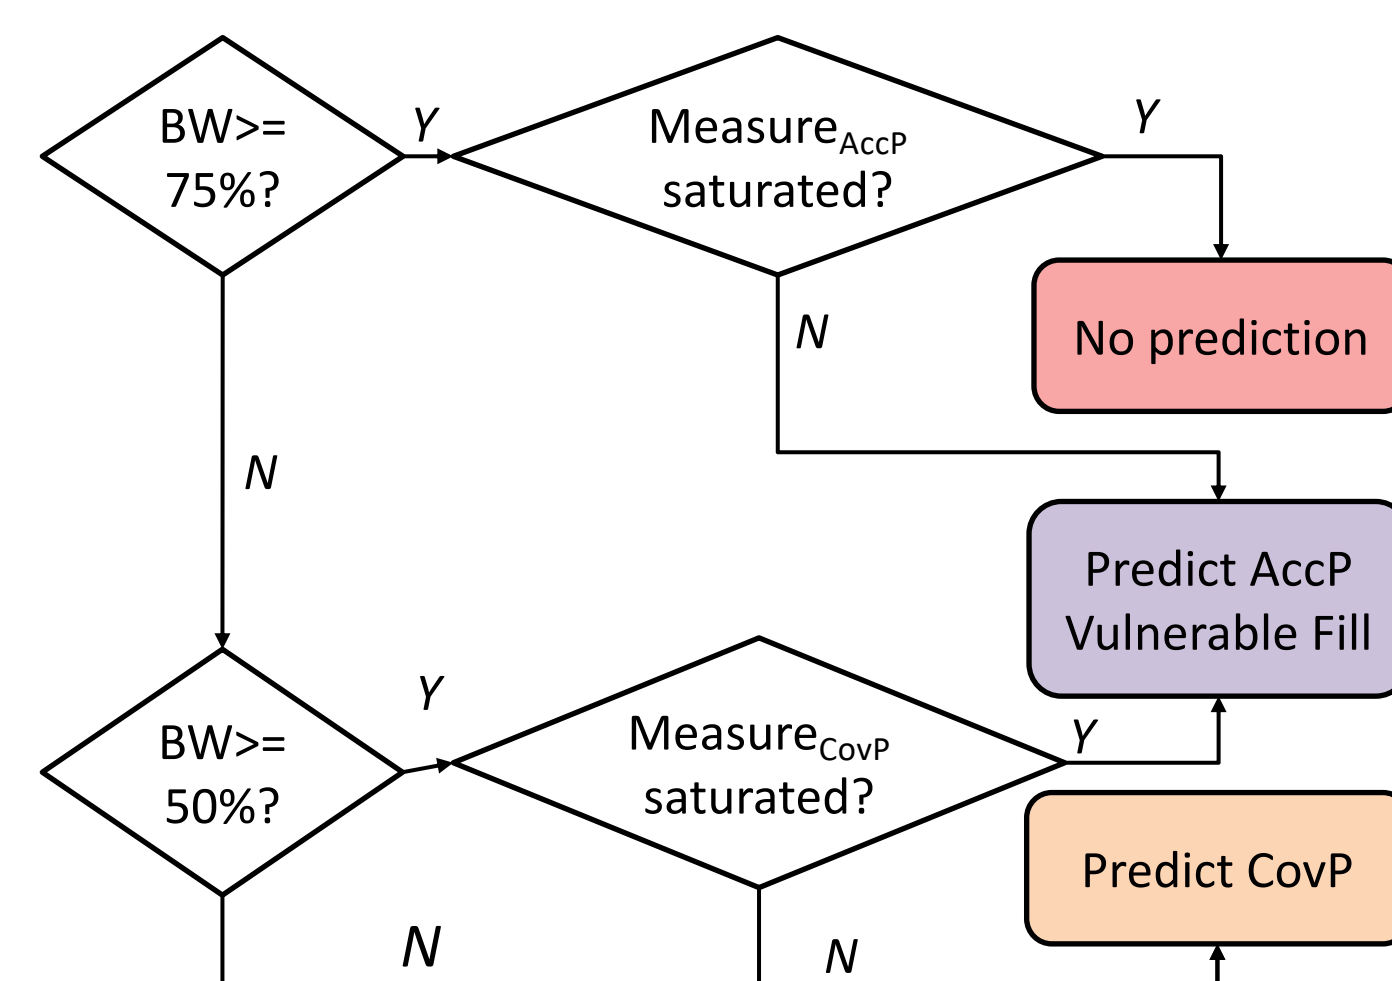 BW>=
75%?
Y
Measure_AccP
saturated?
Y
N
No prediction
N
Predict AccP
Vulnerable Fill
BW>=
50%?
Y
Measure_CovP
saturated?
Y
Predict CovP
N
N